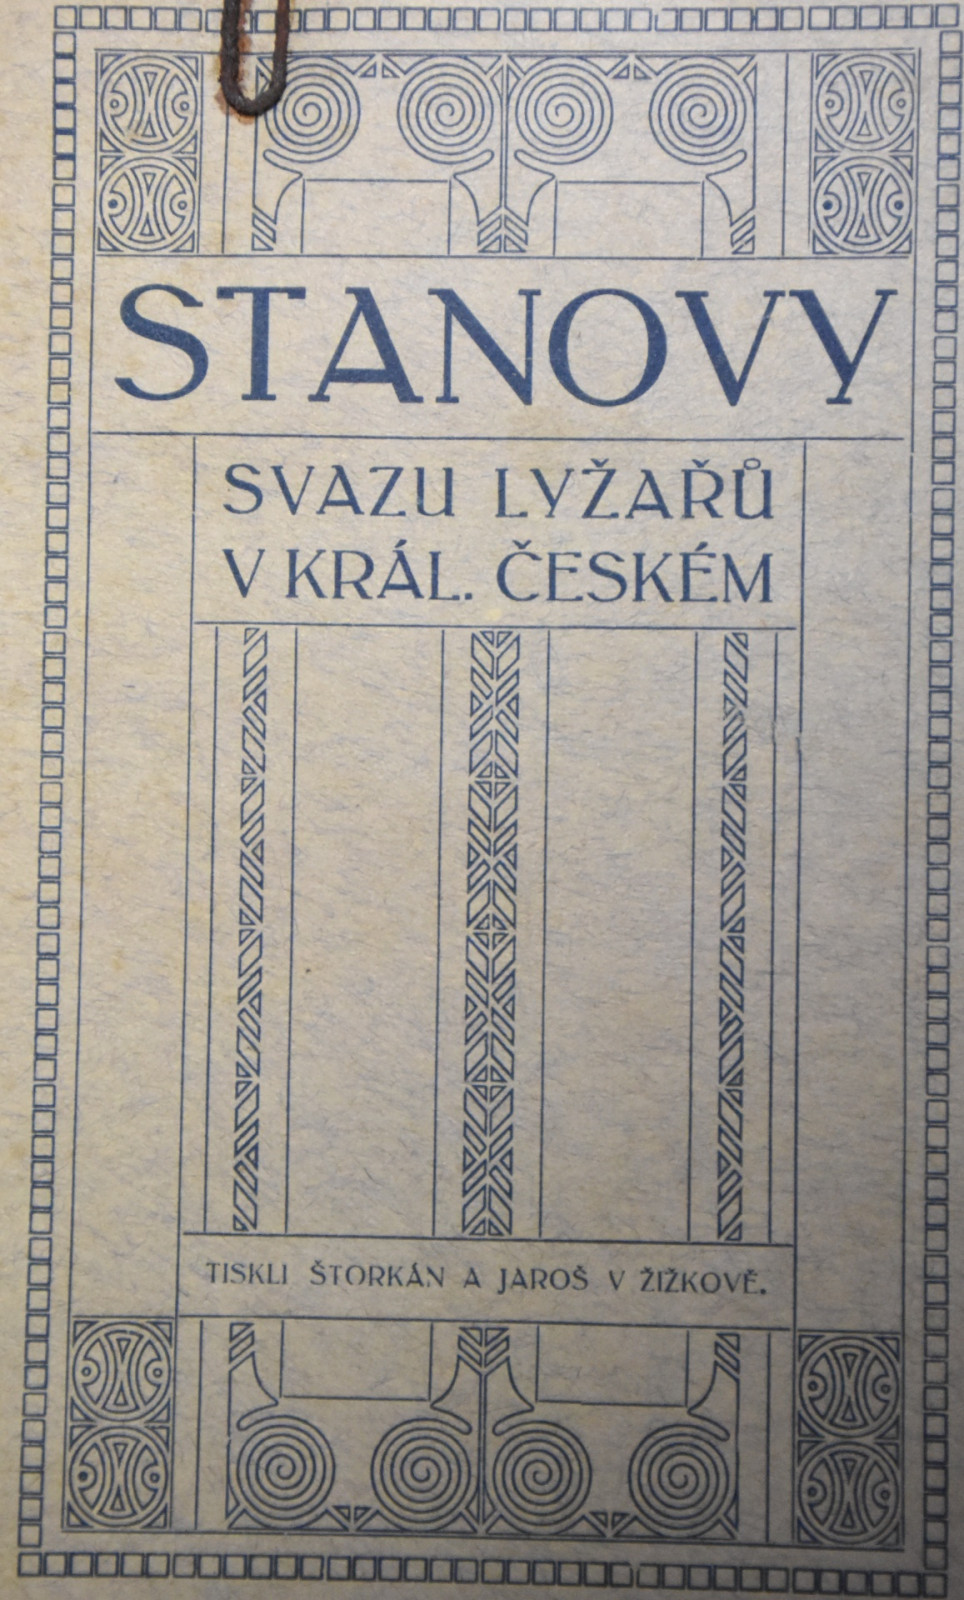 STANOVY
SVAZU LYŽAŘŮ
V KRÁL. ČESKÉM
TISKLI ŠTORKÁN A JAROŠ V ŽIŽKOVĚ.